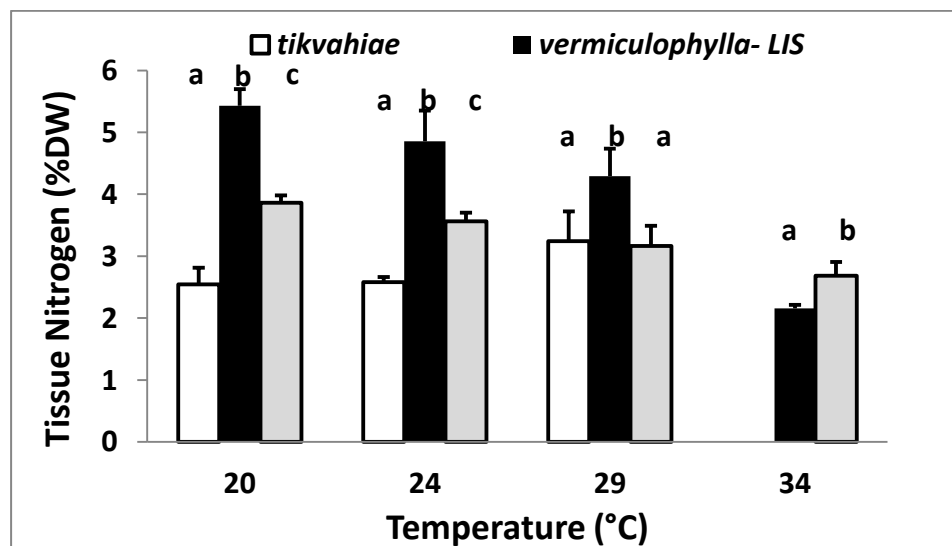 tikvahiae vermiculophylla- LIS
6
a b c
a b c
5
a b a
4
a b
3
2
1
0
20 24 29 34
Temperature (°C)
Tissue Nitrogen (%DW)